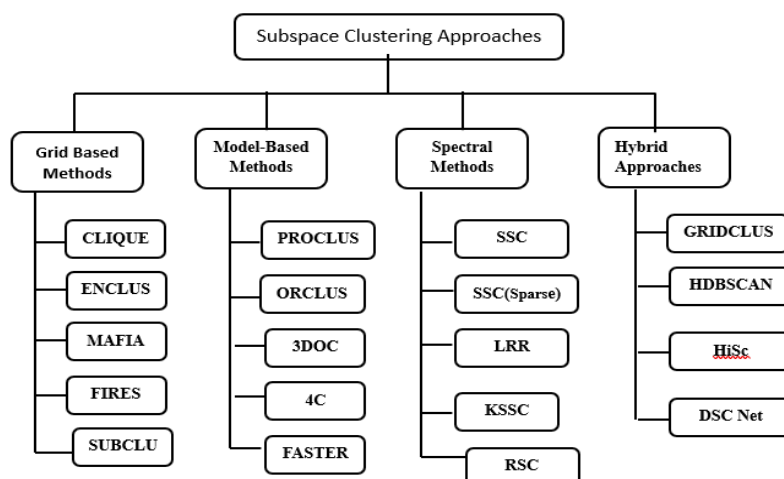 Subspace Clustering Approaches
Grid Based
Methods
CLIQUE
ENCLUS
MAFIA
FIRES
SUBCLU
Model-Based
Methods
PROCLUS
ORCLUS
3DOC
4C
FASTER
Spectral
Methods
SSC
SSC(Sparse)
LRR
KSSC
RSC
Hybrid
Approaches
GRIDCLUS
HDBSCAN
HiSc
DSC Net